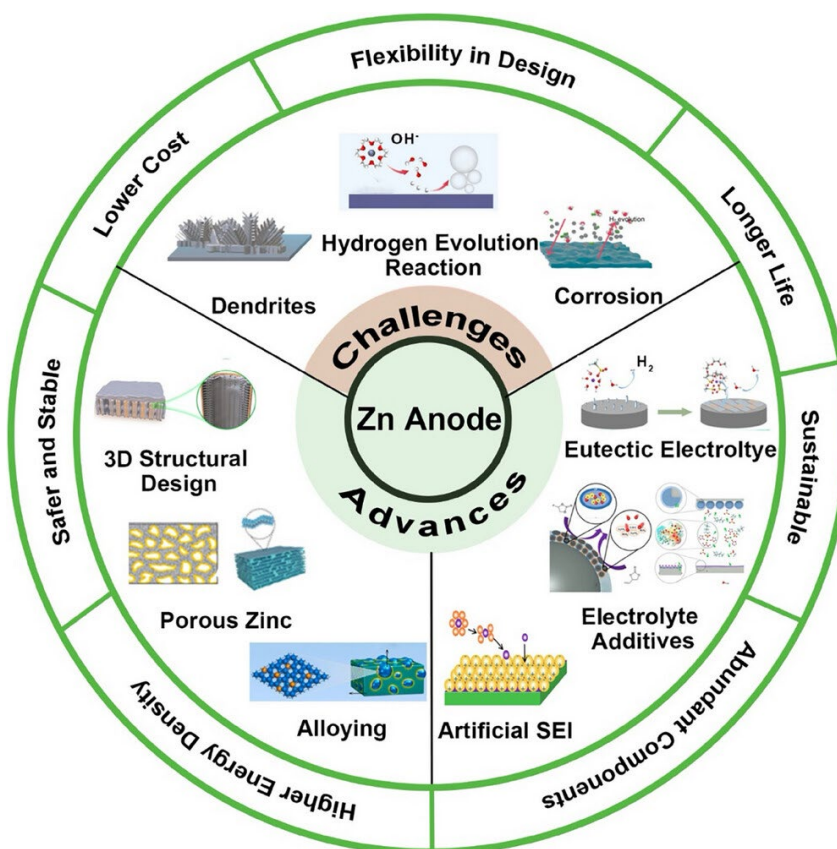 Flexibility in Design
Lower Cost
Longer Life
OH-
H₂ evolution
Hydrogen Evolution
Reaction
Dendrites
Corrosion
Challenges
Zn Anode
Advances
H₂
3D Structural
Design
Eutectic Electroltye
Safer and Stable
Sustainable
Porous Zinc
Electrolyte
Additives
Alloying
Artificial SEI
Higher Energy Density
Abundant Components